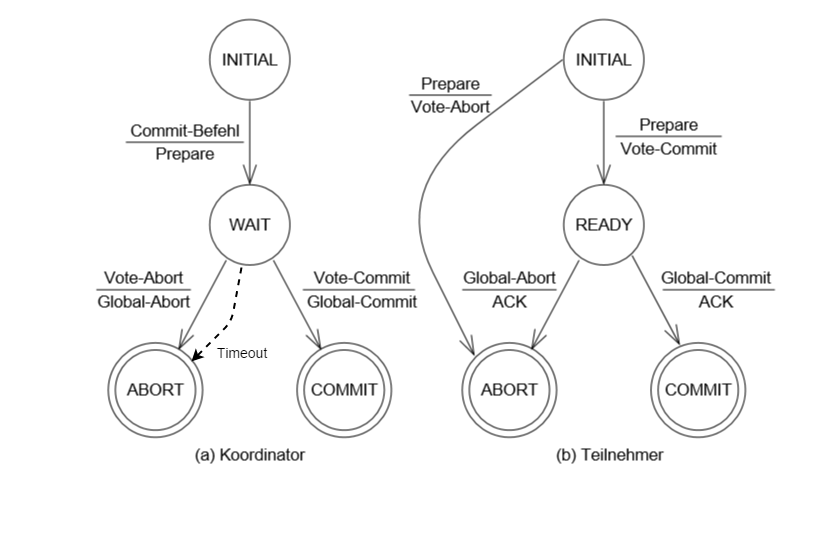 INITIAL
Commit-Befehl
Prepare
WAIT
Vote-Abort
Global-Abort
Vote-Commit
Global-Commit
Timeout
ABORT
COMMIT
(a) Koordinator
INITIAL
Prepare
Vote-Abort
Prepare
Vote-Commit
READY
Global-Abort
ACK
Global-Commit
ACK
ABORT
COMMIT
(b) Teilnehmer